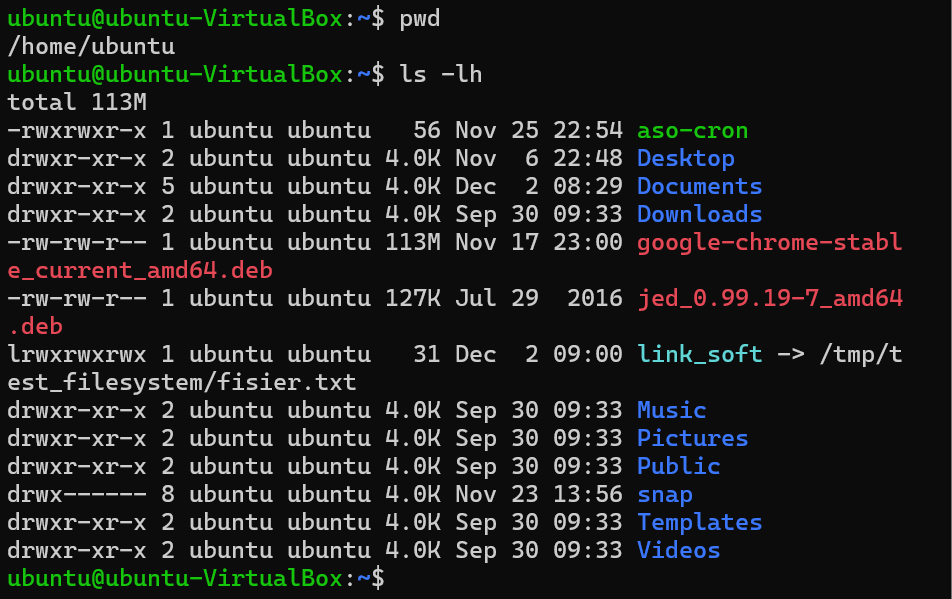 ubuntu@ubuntu-VirtualBox:~$ pwd
/home/ubuntu
ubuntu@ubuntu-VirtualBox:~$ ls -lh
total 113M
-rwxrwxr-x 1 ubuntu ubuntu   56 Nov 25 22:54 aso-cron
drwxr-xr-x 2 ubuntu ubuntu 4.0K Nov  6 22:48 Desktop
drwxr-xr-x 5 ubuntu ubuntu 4.0K Dec  2 08:29 Documents
drwxr-xr-x 2 ubuntu ubuntu 4.0K Sep 30 09:33 Downloads
-rw-rw-r-- 1 ubuntu ubuntu 113M Nov 17 23:00 google-chrome-stabl
e_current_amd64.deb
-rw-rw-r-- 1 ubuntu ubuntu 127K Jul 29  2016 jed_0.99.19-7_amd64
.deb
lrwxrwxrwx 1 ubuntu ubuntu   31 Dec  2 09:00 link_soft -> /tmp/t
est_filesystem/fisier.txt
drwxr-xr-x 2 ubuntu ubuntu 4.0K Sep 30 09:33 Music
drwxr-xr-x 2 ubuntu ubuntu 4.0K Sep 30 09:33 Pictures
drwxr-xr-x 2 ubuntu ubuntu 4.0K Sep 30 09:33 Public
drwx------ 8 ubuntu ubuntu 4.0K Nov 23 13:56 snap
drwxr-xr-x 2 ubuntu ubuntu 4.0K Sep 30 09:33 Templates
drwxr-xr-x 2 ubuntu ubuntu 4.0K Sep 30 09:33 Videos
ubuntu@ubuntu-VirtualBox:~$